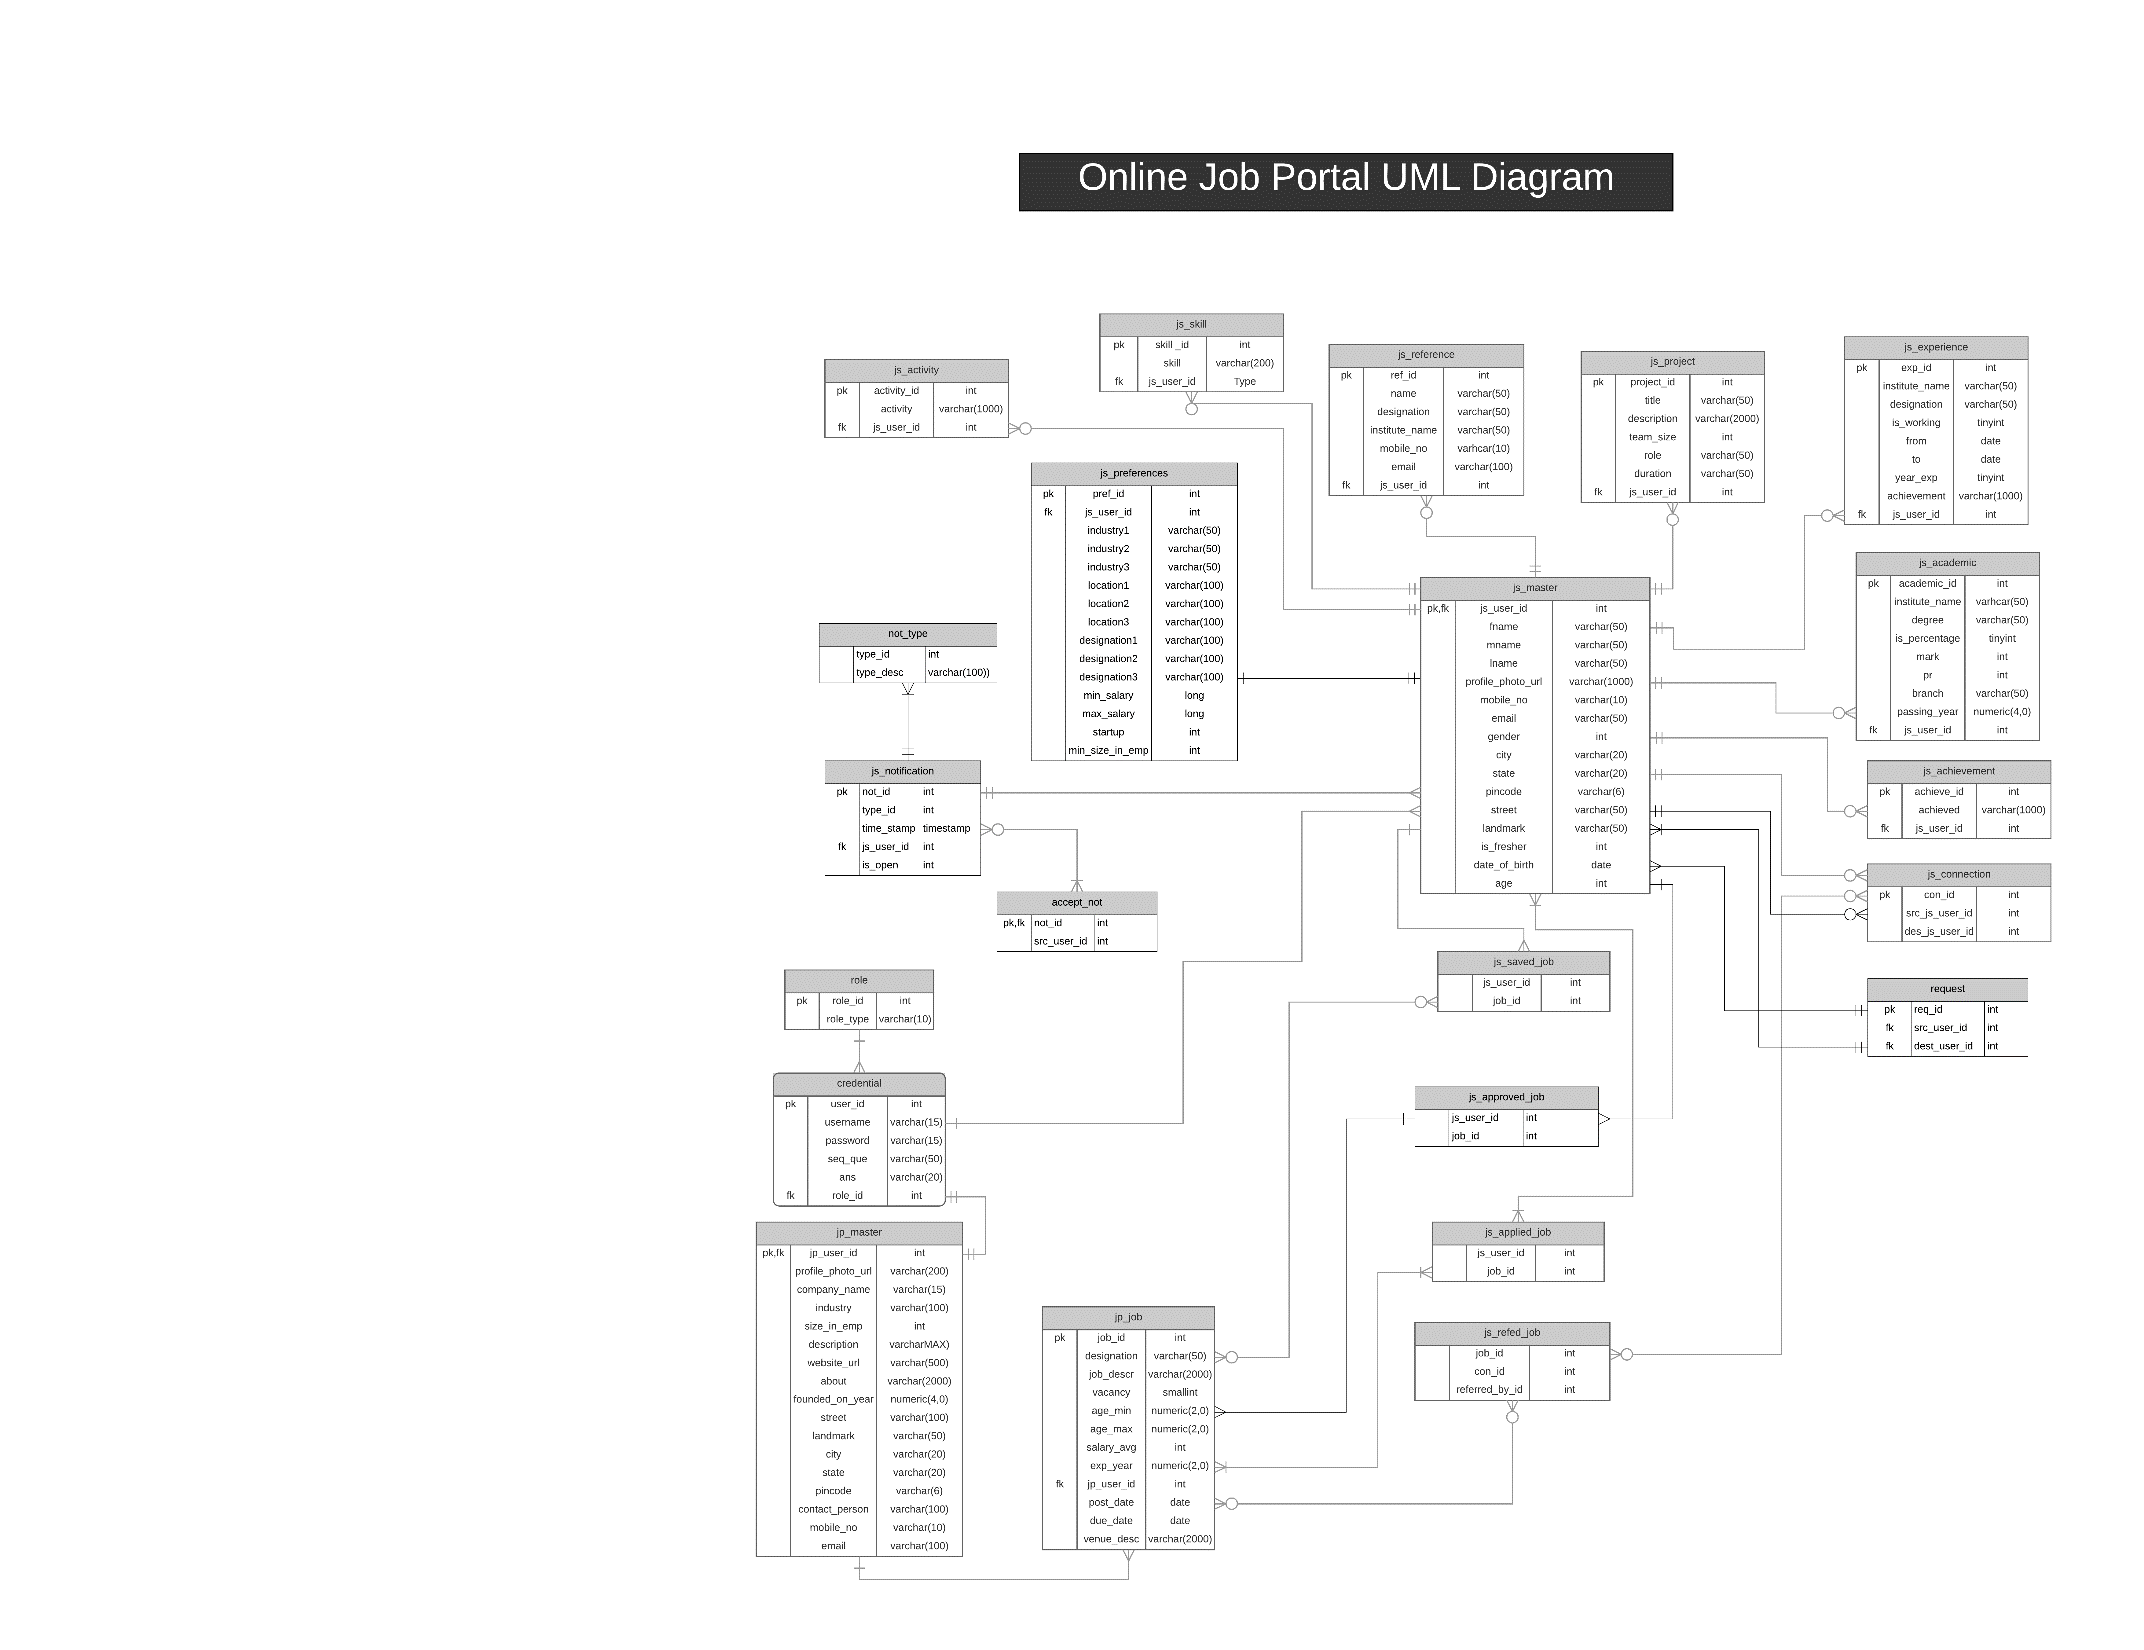 Online Job Portal UML Diagram
js_skill
pk skill _id int
skill varchar(200)
fk js_user_id Type
js_activity
pk activity_id int
activity varchar(1000)
fk js_user_id int
js_reference
pk ref_id int
name varchar(50)
designation varchar(50)
institute_name varchar(50)
mobile_no varhcar(10)
email varchar(100)
fk js_user_id int
js_project
pk project_id int
title varchar(50)
description varchar(2000)
team_size int
role varchar(50)
duration varchar(50)
fk js_user_id int
js_experience
pk exp_id int
institute_name varchar(50)
designation varchar(50)
is_working tinyint
from date
to date
year_exp tinyint
achievement varchar(1000)
fk js_user_id int
js_preferences
pk pref_id int
fk js_user_id int
industry1 varchar(50)
industry2 varchar(50)
industry3 varchar(50)
location1 varchar(100)
location2 varchar(100)
location3 varchar(100)
designation1 varchar(100)
designation2 varchar(100)
designation3 varchar(100)
min_salary long
max_salary long
startup int
min_size_in_emp int
js_master
pk,fk js_user_id int
fname varchar(50)
mname varchar(50)
lname varchar(50)
profile_photo_url varchar(1000)
mobile_no varchar(10)
email varchar(50)
gender int
city varchar(20)
state varchar(20)
pincode varchar(6)
street varchar(50)
landmark varchar(50)
is_fresher int
date_of_birth date
age int
js_academic
pk academic_id int
institute_name varhcar(50)
degree varchar(50)
is_percentage tinyint
mark int
pr int
branch varchar(50)
passing_year numeric(4,0)
fk js_user_id int
not_type
type_id int
type_desc varchar(100))
js_notification
pk not_id int
type_id int
time_stamp timestamp
fk js_user_id int
is_open int
js_achievement
pk achieve_id int
achieved varchar(1000)
fk js_user_id int
accept_not
pk,fk not_id int
src_user_id int
js_connection
pk con_id int
src_js_user_id int
des_js_user_id int
js_saved_job
js_user_id int
job_id int
role
pk role_id int
role_type varchar(10)
request
pk req_id int
fk src_user_id int
fk dest_user_id int
credential
pk user_id int
username varchar(15)
password varchar(15)
seq_que varchar(50)
ans varchar(20)
fk role_id int
js_approved_job
js_user_id int
job_id int
jp_master
pk,fk jp_user_id int
profile_photo_url varchar(200)
company_name varchar(15)
industry varchar(100)
size_in_emp int
description varcharMAX)
website_url varchar(500)
about varchar(2000)
founded_on_year numeric(4,0)
street varchar(100)
landmark varchar(50)
city varchar(20)
state varchar(20)
pincode varchar(6)
contact_person varchar(100)
mobile_no varchar(10)
email varchar(100)
js_applied_job
js_user_id int
job_id int
jp_job
pk job_id int
designation varchar(50)
job_descr varchar(2000)
vacancy smallint
age_min numeric(2,0)
age_max numeric(2,0)
salary_avg int
exp_year numeric(2,0)
fk jp_user_id int
post_date date
due_date date
venue_desc varchar(2000)
js_refed_job
job_id int
con_id int
referred_by_id int